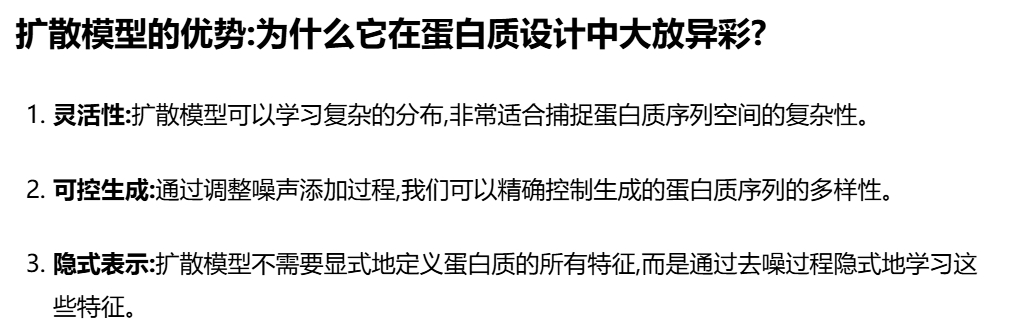 扩散模型的优势:为什么它在蛋白质设计中大放异彩?
1. 灵活性:扩散模型可以学习复杂的分布,非常适合捕捉蛋白质序列空间的复杂性。
2. 可控生成:通过调整噪声添加过程,我们可以精确控制生成的蛋白质序列的多样性。
3. 隐式表示:扩散模型不需要显式地定义蛋白质的所有特征,而是通过去噪过程隐式地学习这
些特征。